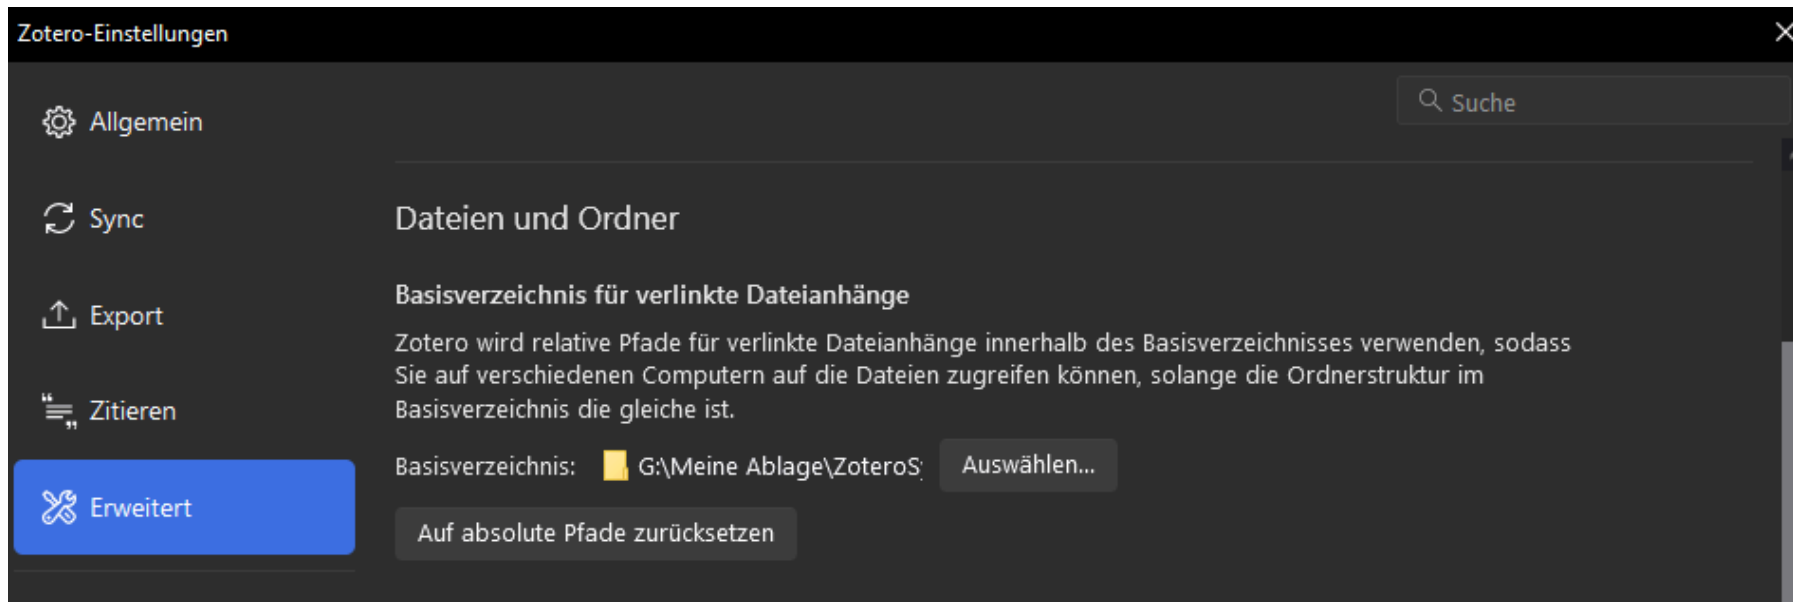 Zotero-Einstellungen
Suche
Allgemein
Sync
Export
Zitieren
Erweitert
Dateien und Ordner
Basisverzeichnis für verlinkte Dateianhänge
Zotero wird relative Pfade für verlinkte Dateianhänge innerhalb des Basisverzeichnisses verwenden, sodass
Sie auf verschiedenen Computern auf die Dateien zugreifen können, solange die Ordnerstruktur im
Basisverzeichnis die gleiche ist.
Basisverzeichnis: G:\Meine Ablage\ZoteroS Auswählen...
Auf absolute Pfade zurücksetzen